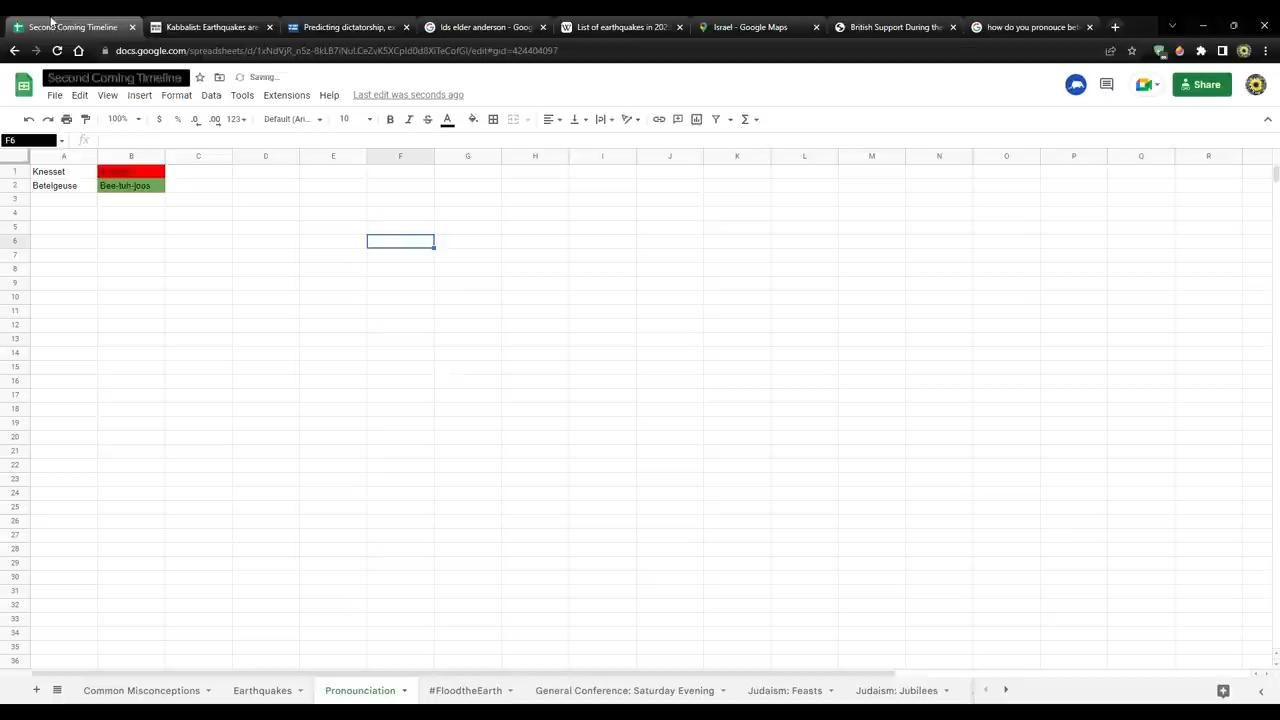 Second Coming Timeline
Kabbalist: Earthquakes are
Predicting dictatorship, e
lds elder anderson - Goog
List of earthquakes in 202
Israel - Google Maps
British Support During the
how do you pronouce bet
docs.google.com/spreadsheets/d/1xNdVjR_n5z-8kLB7iNuLCeZvK5XCpId0d8XiTeCofGI/edit#gid=424404097
Second Coming Timeline
Saving...
File Edit View Insert Format Data Tools Extensions Help Last edit was seconds ago
Share
100% $ % .0 .00 123 Default (Ari... 10 B I S A
F6 fx
A B C D E F G H I J K L M N O P Q R
1 Knesset
2 Betelgeuse Bee-tuh-joos
3
4
5
6
7
8
9
10
11
12
13
14
15
16
17
18
19
20
21
22
23
24
25
26
27
28
29
30
31
32
33
34
35
36
Common Misconceptions Earthquakes Pronounciation #FloodtheEarth General Conference: Saturday Evening Judaism: Feasts Judaism: Jubilees